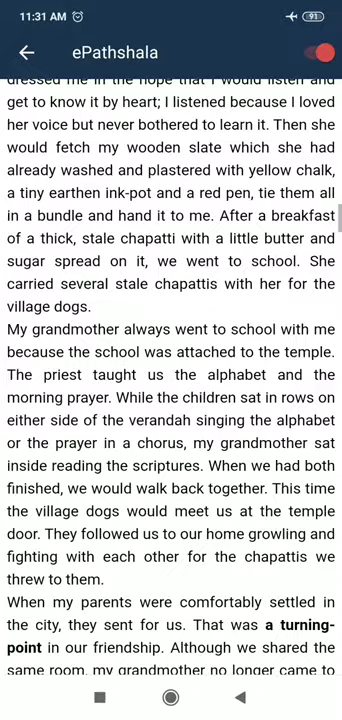 11:31 AM
91
ePathshala
dressed me in the hope that I would listen and
get to know it by heart; I listened because I loved
her voice but never bothered to learn it. Then she
would fetch my wooden slate which she had
already washed and plastered with yellow chalk,
a tiny earthen ink-pot and a red pen, tie them all
in a bundle and hand it to me. After a breakfast
of a thick, stale chapatti with a little butter and
sugar spread on it, we went to school. She
carried several stale chapattis with her for the
village dogs.
My grandmother always went to school with me
because the school was attached to the temple.
The priest taught us the alphabet and the
morning prayer. While the children sat in rows on
either side of the verandah singing the alphabet
or the prayer in a chorus, my grandmother sat
inside reading the scriptures. When we had both
finished, we would walk back together. This time
the village dogs would meet us at the temple
door. They followed us to our home growling and
fighting with each other for the chapattis we
threw to them.
When my parents were comfortably settled in
the city, they sent for us. That was a turning-
point in our friendship. Although we shared the
same room, my grandmother no longer came to